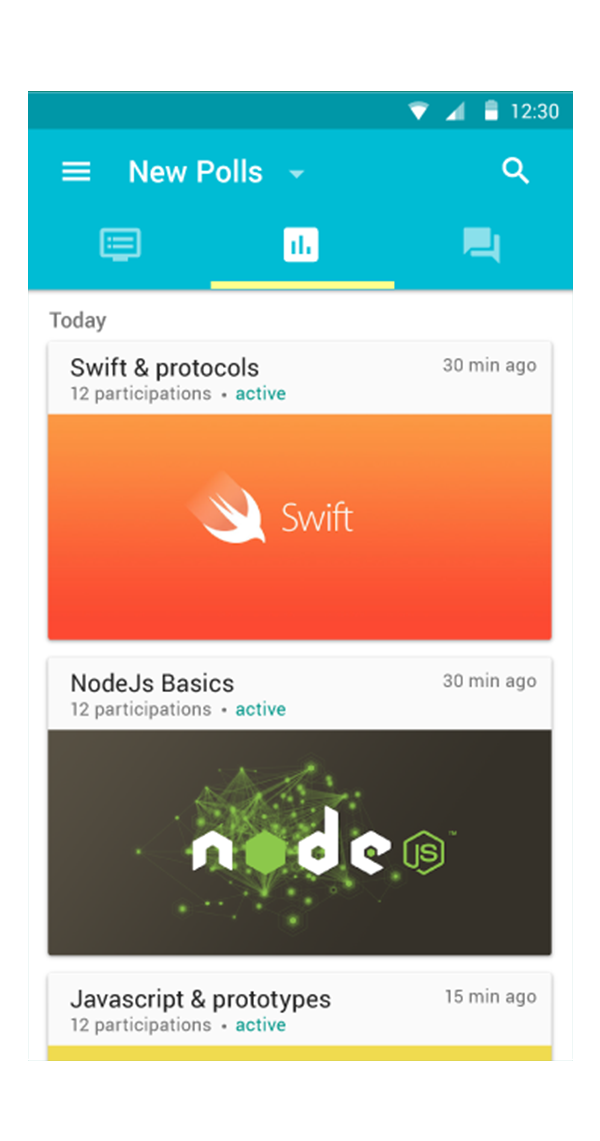 12:30
New Polls
Today
Swift & protocols 30 min ago
12 participations • active
Swift
NodeJs Basics 30 min ago
12 participations • active
node JS ™
Javascript & prototypes 15 min ago
12 participations • active